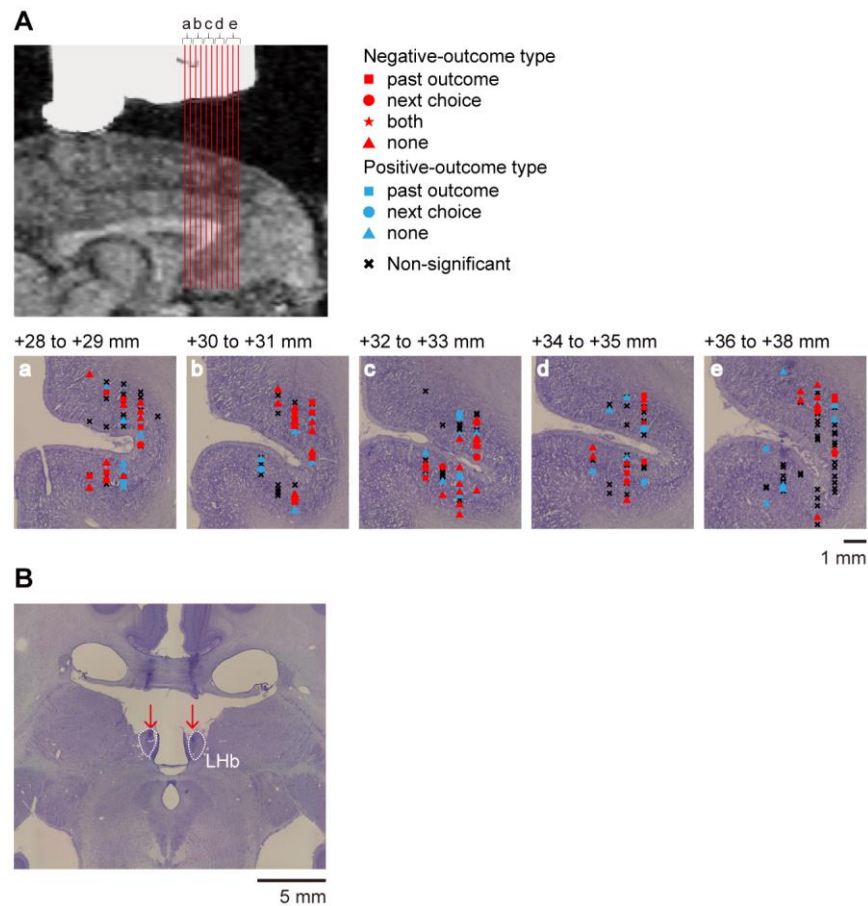 A
a b c d e
Negative-outcome type
past outcome
next choice
both
none
Positive-outcome type
past outcome
next choice
none
Non-significant
+28 to +29 mm
+30 to +31 mm
+32 to +33 mm
+34 to +35 mm
+36 to +38 mm
a
b
c
d
e
1 mm
B
LHb
5 mm